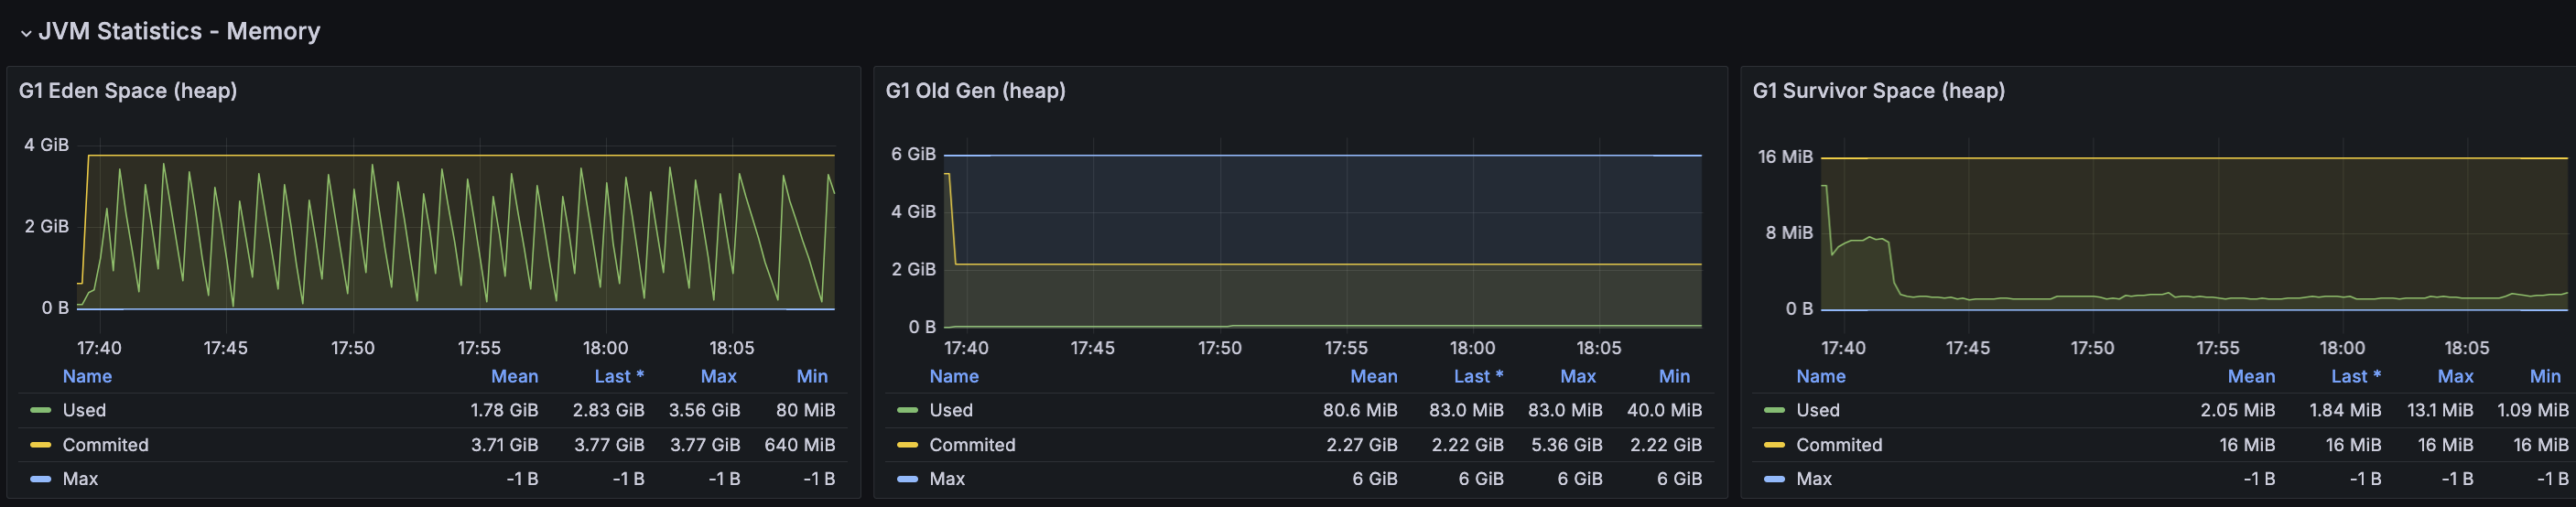 JVM Statistics - Memory
G1 Eden Space (heap)
4 GiB
2 GiB
0 B
17:40 17:45 17:50 17:55 18:00 18:05
Name Mean Last * Max Min
Used 1.78 GiB 2.83 GiB 3.56 GiB 80 MiB
Commited 3.71 GiB 3.77 GiB 3.77 GiB 640 MiB
Max -1 B -1 B -1 B -1 B
G1 Old Gen (heap)
6 GiB
4 GiB
2 GiB
0 B
17:40 17:45 17:50 17:55 18:00 18:05
Name Mean Last * Max Min
Used 80.6 MiB 83.0 MiB 83.0 MiB 40.0 MiB
Commited 2.27 GiB 2.22 GiB 5.36 GiB 2.22 GiB
Max 6 GiB 6 GiB 6 GiB 6 GiB
G1 Survivor Space (heap)
16 MiB
8 MiB
0 B
17:40 17:45 17:50 17:55 18:00 18:05
Name Mean Last * Max Min
Used 2.05 MiB 1.84 MiB 13.1 MiB 1.09 MiB
Commited 16 MiB 16 MiB 16 MiB 16 MiB
Max -1 B -1 B -1 B -1 B